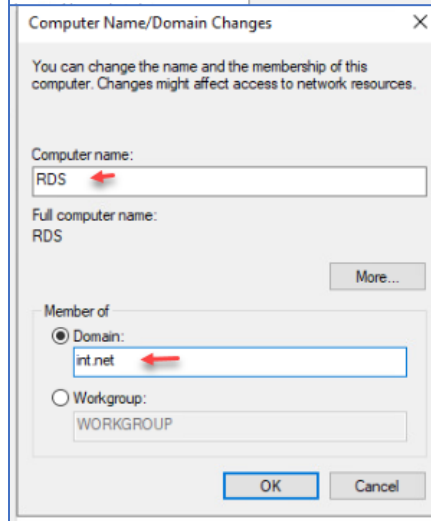 Computer Name/Domain Changes
You can change the name and the membership of this
computer. Changes might affect access to network resources.
Computer name:
RDS
Full computer name:
RDS
More...
Member of
Domain:
int.net
Workgroup:
WORKGROUP
OK Cancel